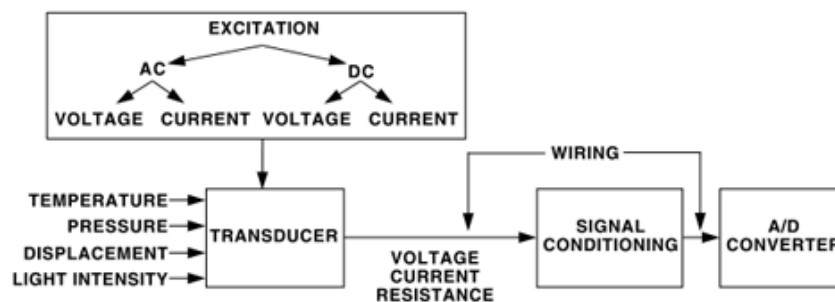 EXCITATION
AC DC
VOLTAGE CURRENT VOLTAGE CURRENT
WIRING
TEMPERATURE
PRESSURE
DISPLACEMENT
LIGHT INTENSITY
TRANSDUCER
VOLTAGE
CURRENT
RESISTANCE
SIGNAL
CONDITIONING
A/D
CONVERTER